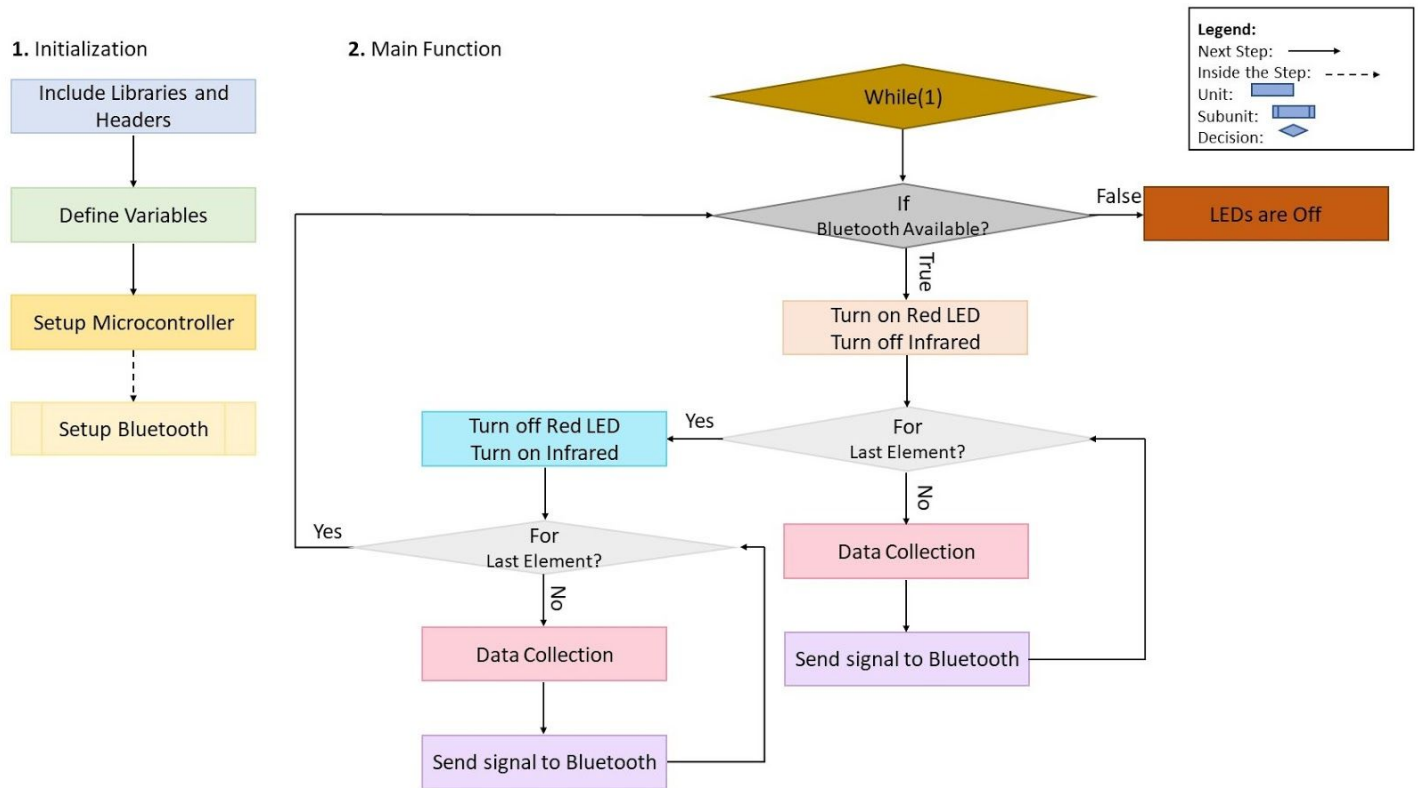 1. Initialization
Include Libraries and
Headers
Define Variables
Setup Microcontroller
Setup Bluetooth
2. Main Function
While(1)
If
Bluetooth Available?
False
LEDs are Off
True
Turn on Red LED
Turn off Infrared
For
Last Element?
Yes
No
Data Collection
Send signal to Bluetooth
Turn off Red LED
Turn on Infrared
For
Last Element?
Yes
No
Data Collection
Send signal to Bluetooth
Legend:
Next Step:
Inside the Step:
Unit:
Subunit:
Decision: